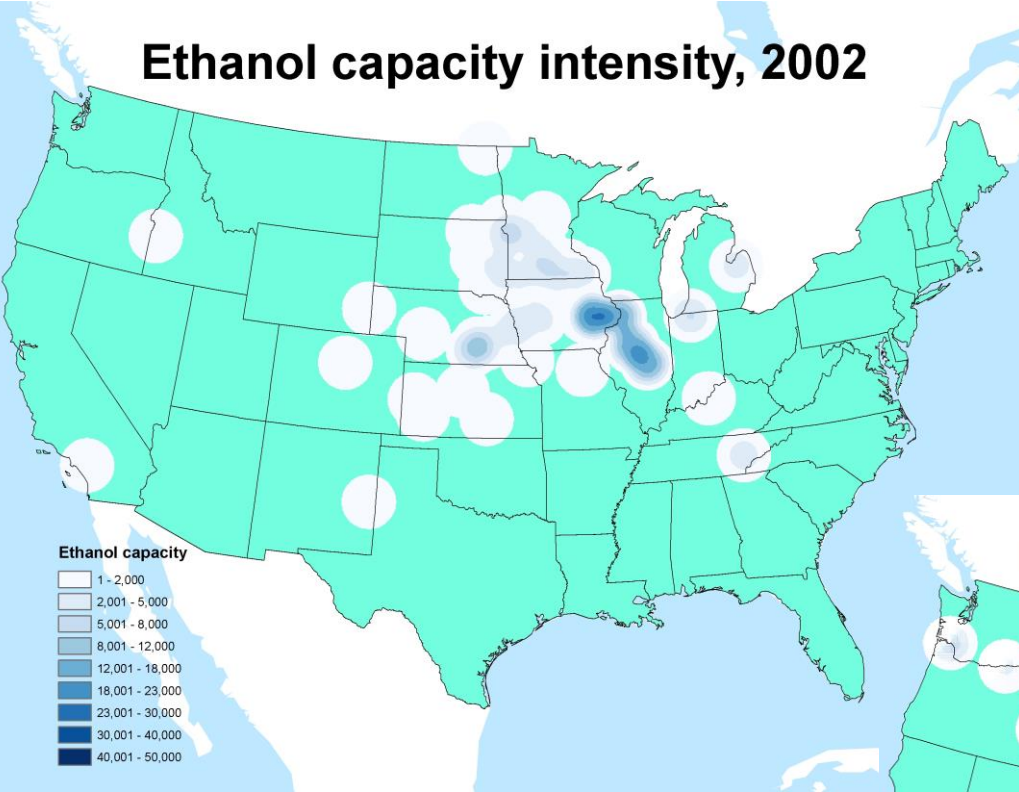 Ethanol capacity intensity, 2002
Ethanol capacity
1 - 2,000
2,001 - 5,000
5,001 - 8,000
8,001 - 12,000
12,001 - 18,000
18,001 - 23,000
23,001 - 30,000
30,001 - 40,000
40,001 - 50,000